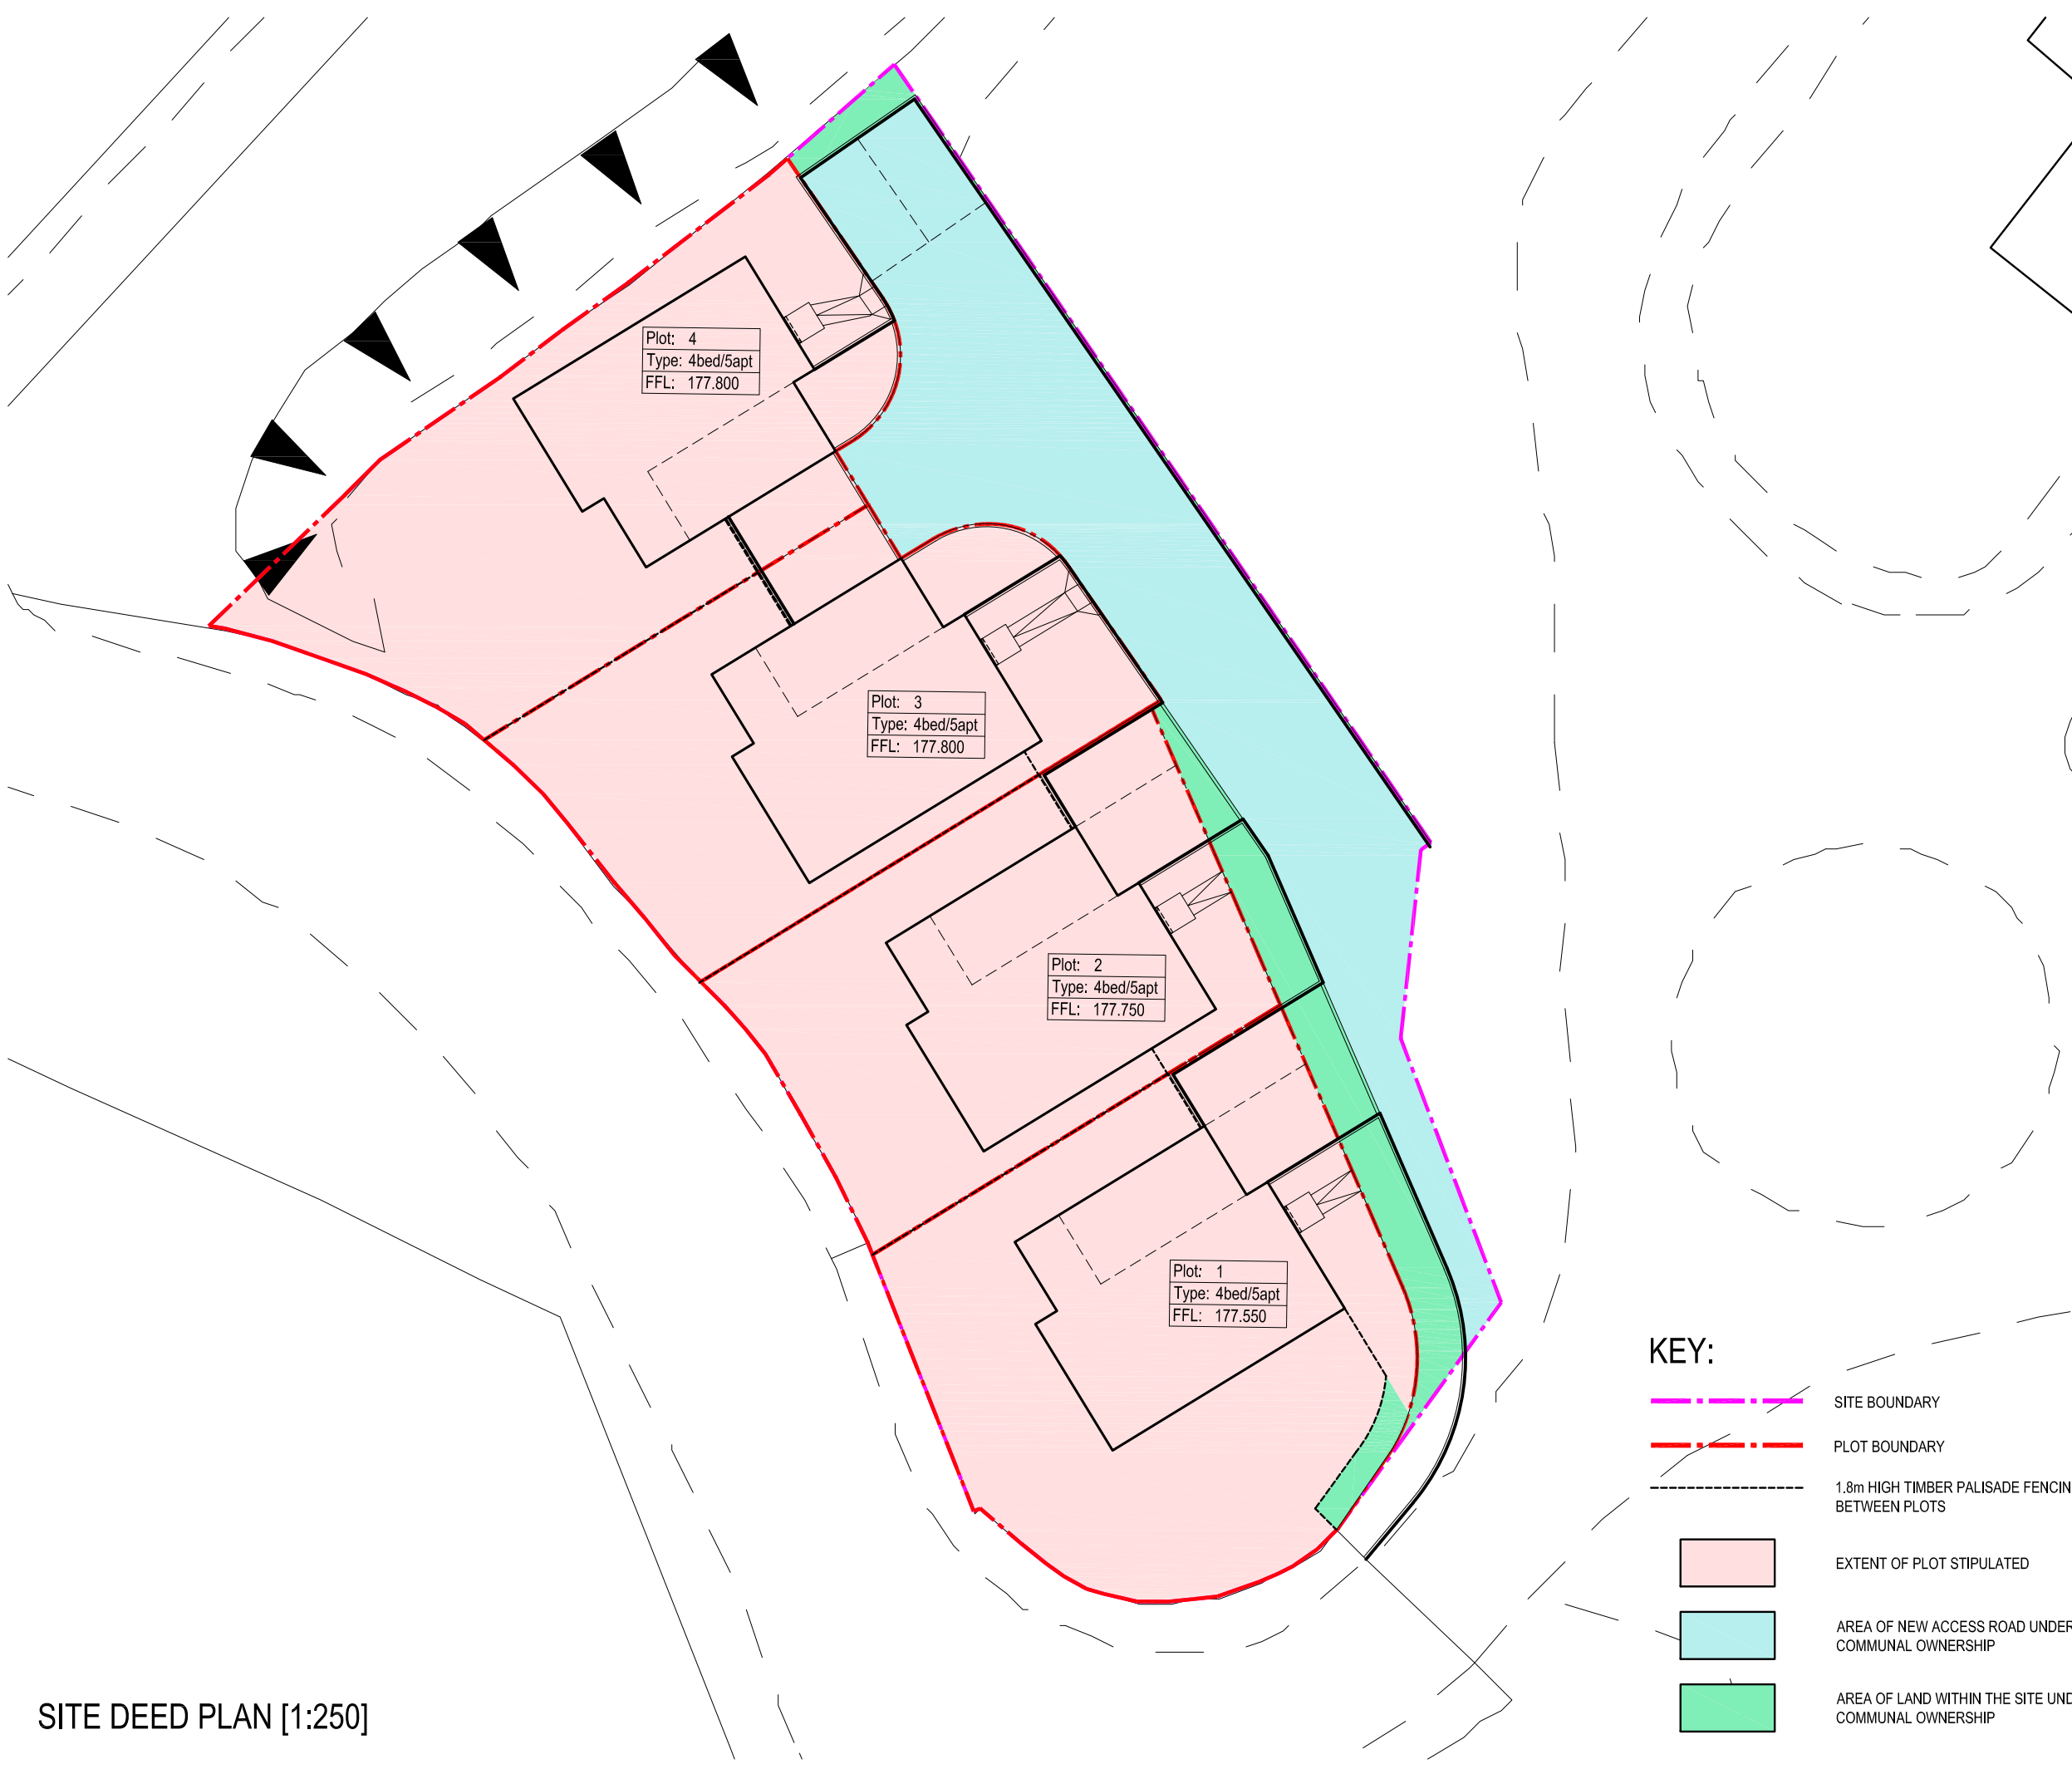 Plot: 4
Type: 4bed/5apt
FFL: 177.800
Plot: 3
Type: 4bed/5apt
FFL: 177.800
Plot: 2
Type: 4bed/5apt
FFL: 177.750
Plot: 1
Type: 4bed/5apt
FFL: 177.550
KEY:
SITE BOUNDARY
PLOT BOUNDARY
1.8m HIGH TIMBER PALISADE FENCIN
BETWEEN PLOTS
EXTENT OF PLOT STIPULATED
AREA OF NEW ACCESS ROAD UNDER
COMMUNAL OWNERSHIP
AREA OF LAND WITHIN THE SITE UND
COMMUNAL OWNERSHIP
SITE DEED PLAN [1:250]